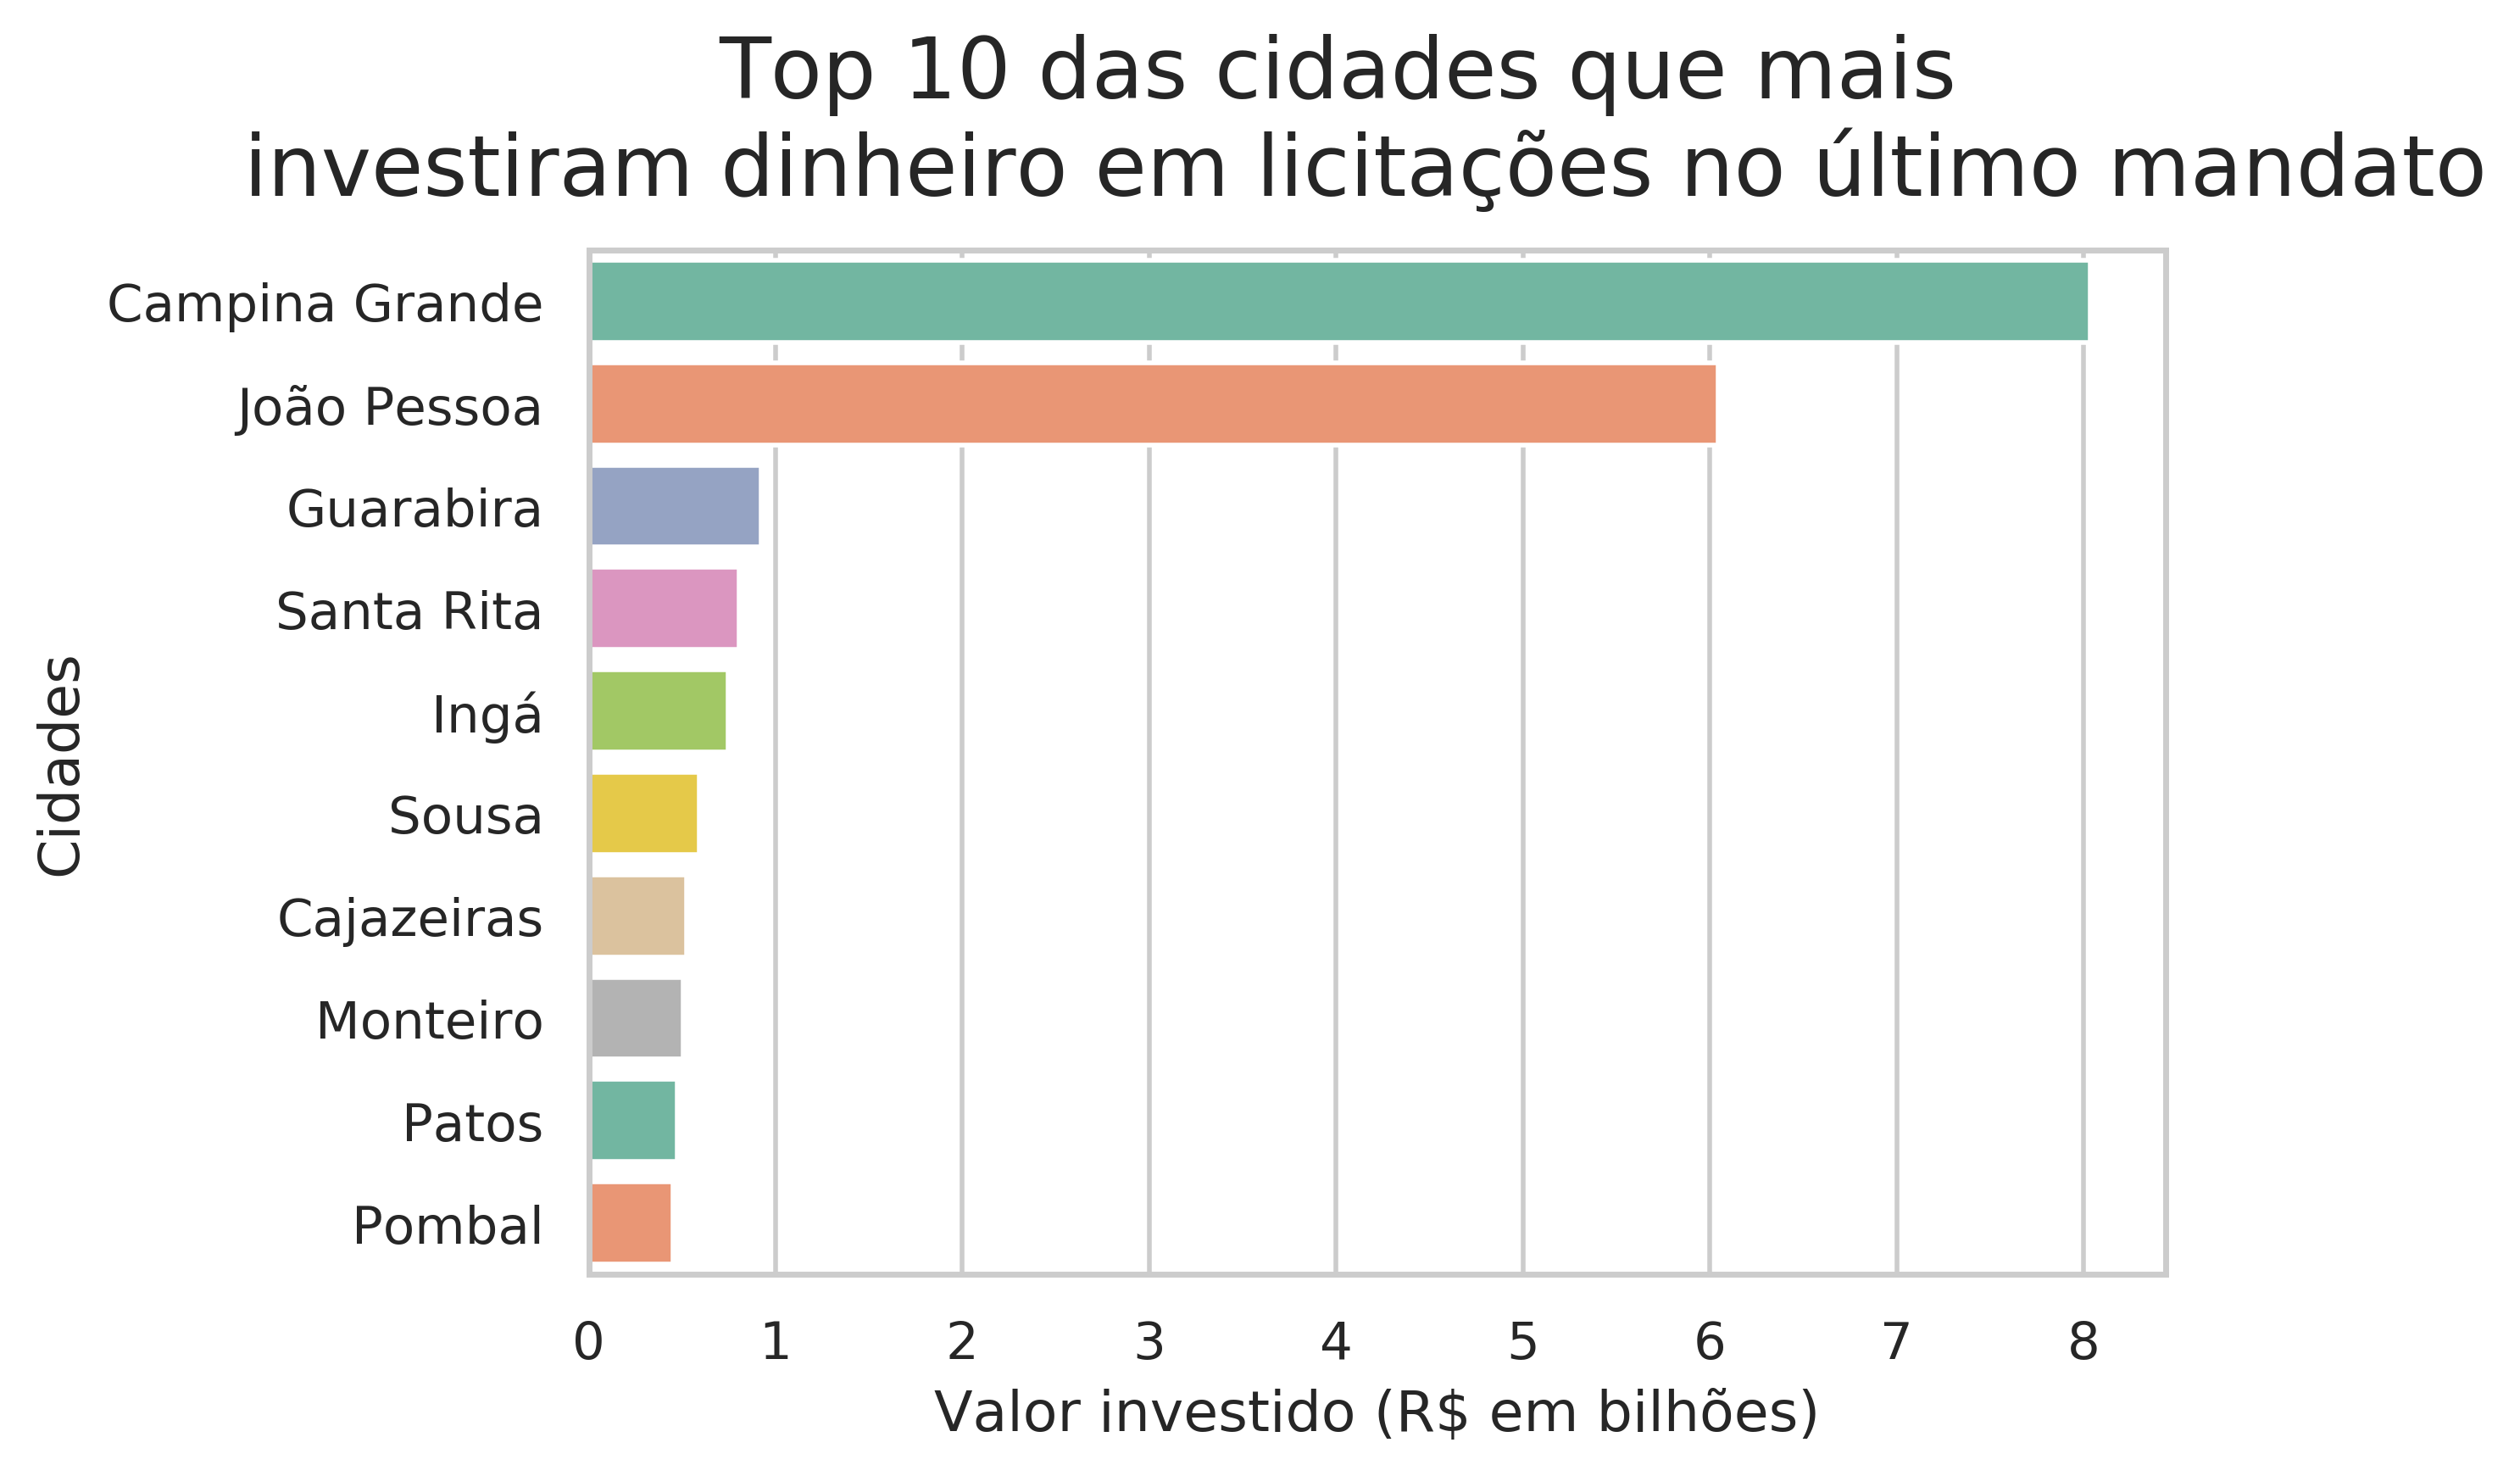 Top 10 das cidades que mais
investiram dinheiro em licitações no último mandato
Campina Grande
João Pessoa
Guarabira
Santa Rita
Ingá
Sousa
Cajazeiras
Monteiro
Patos
Pombal
Cidades
0 1 2 3 4 5 6 7 8
Valor investido (R$ em bilhões)